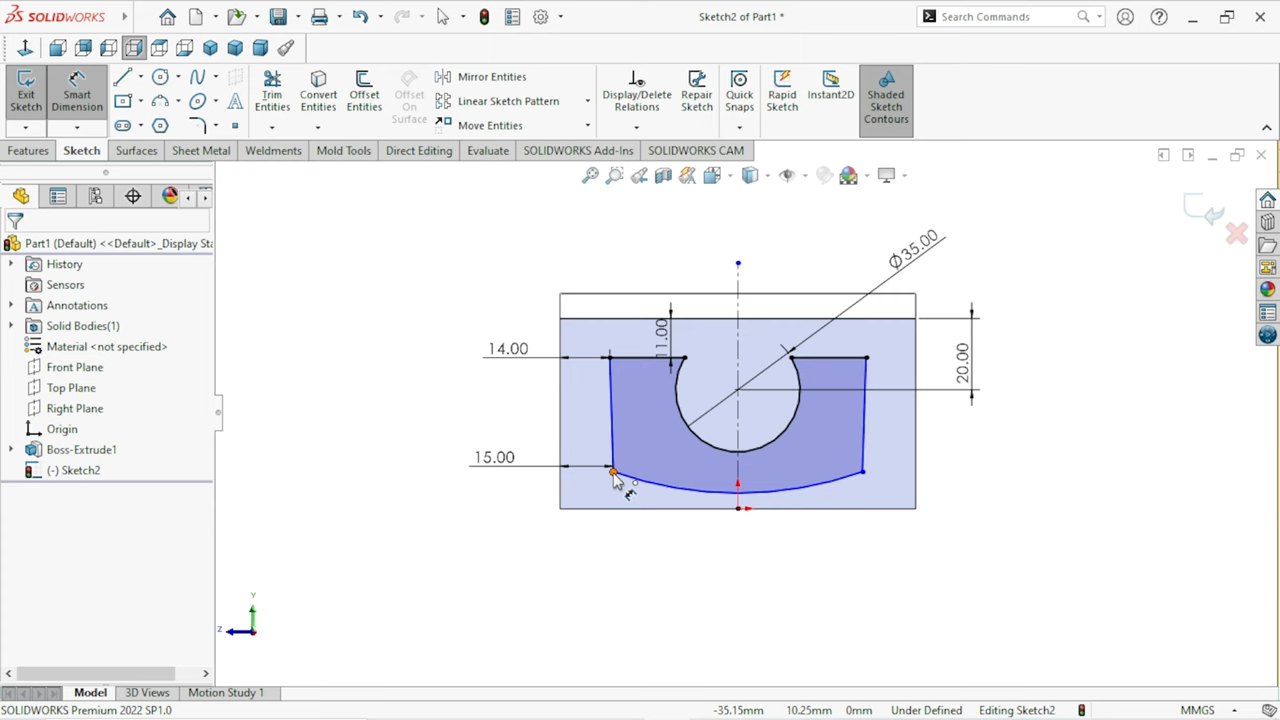 SOLIDWORKS
Sketch2 of Part1 *
Search Commands
Exit Sketch
Smart Dimension
Trim Entities
Convert Entities
Offset Entities
Offset On Surface
Mirror Entities
Linear Sketch Pattern
Move Entities
Display/Delete Relations
Repair Sketch
Quick Snaps
Rapid Sketch
Instant2D
Shaded Sketch Contours
Features
Sketch
Surfaces
Sheet Metal
Weldments
Mold Tools
Direct Editing
Evaluate
SOLIDWORKS Add-Ins
SOLIDWORKS CAM
Part1 (Default) <<Default>_Display Sta
History
Sensors
Annotations
Solid Bodies(1)
Material <not specified>
Front Plane
Top Plane
Right Plane
Origin
Boss-Extrude1
(-) Sketch2
Ø35.00
11.00
14.00
20.00
15.00
Y
Z
Model
3D Views
Motion Study 1
SOLIDWORKS Premium 2022 SP1.0
-35.15mm
10.25mm
0mm
Under Defined
Editing Sketch2
MMGS